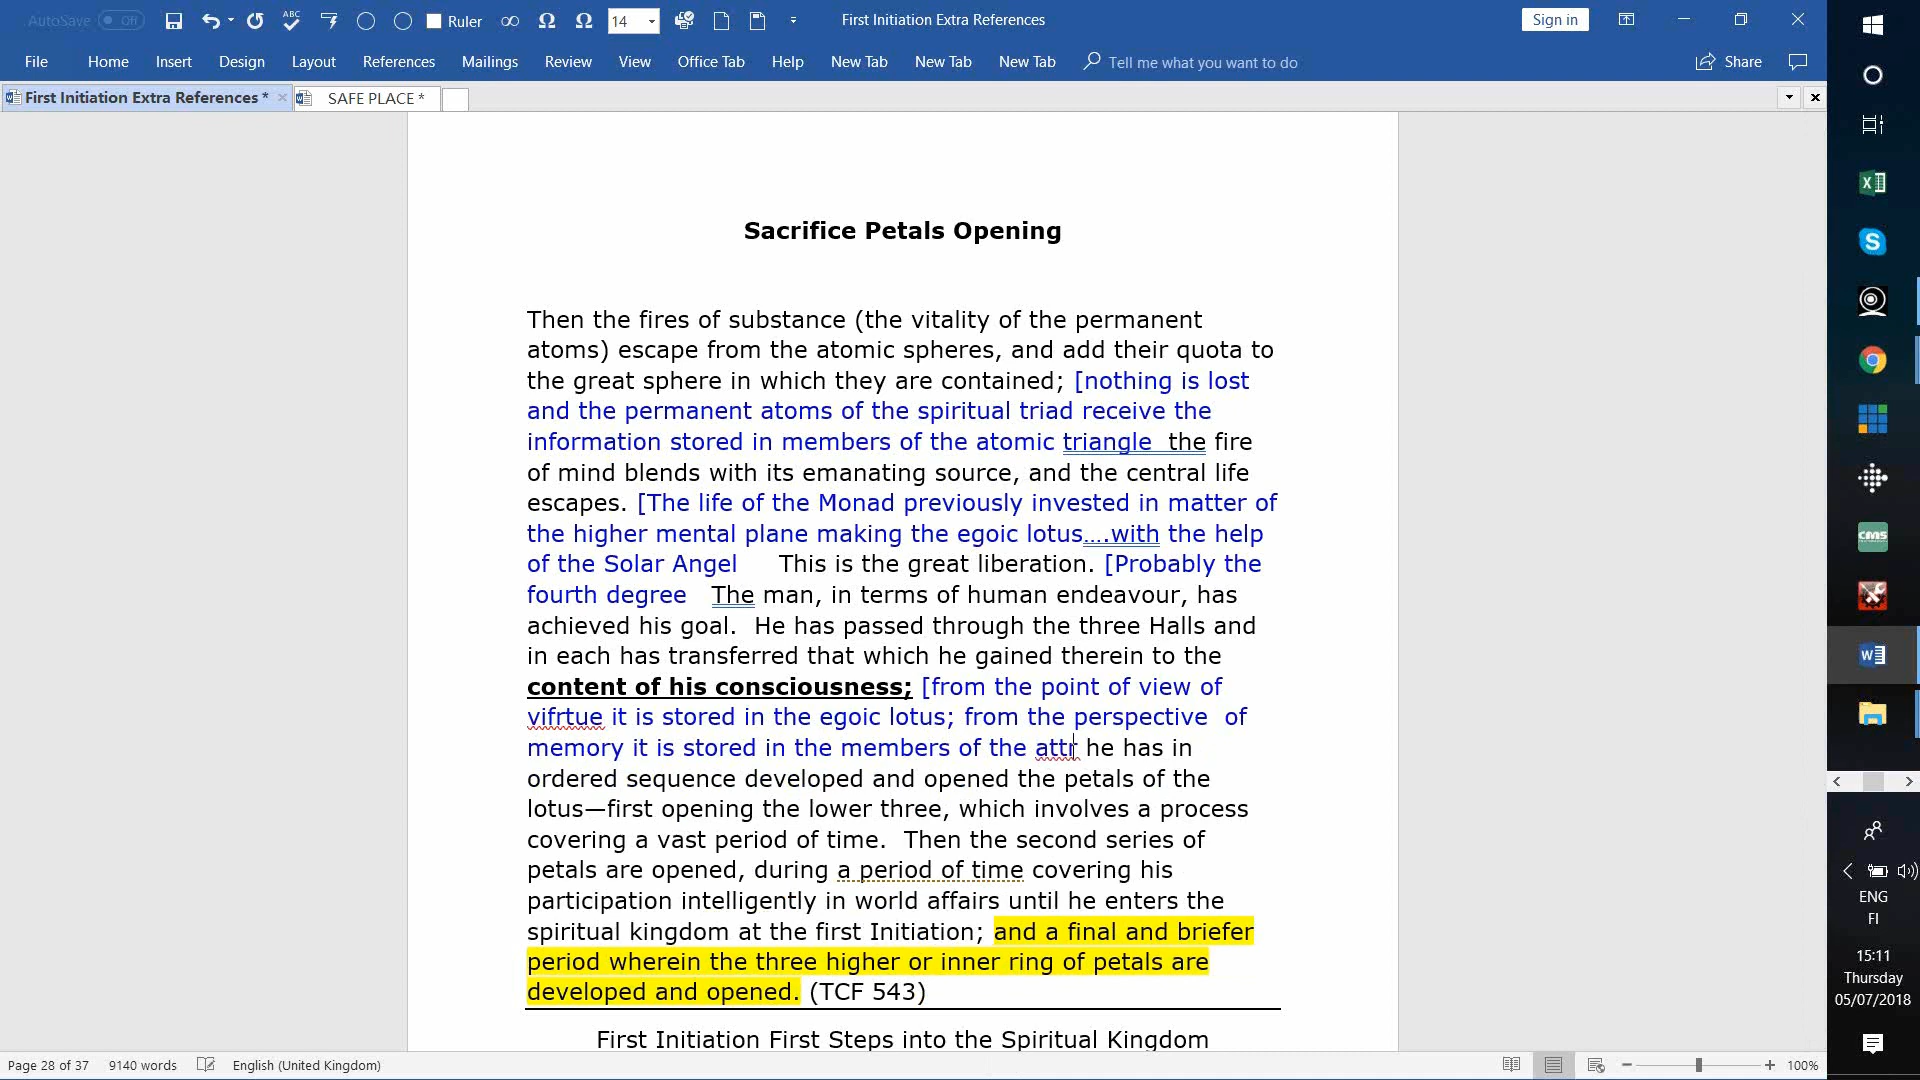 AutoSave Off ABC Ruler 14 First Initiation Extra References Sign in
File Home Insert Design Layout References Mailings Review View Office Tab Help New Tab New Tab New Tab Tell me what you want to do Share
First Initiation Extra References * SAFE PLACE *
Sacrifice Petals Opening
Then the fires of substance (the vitality of the permanent
atoms) escape from the atomic spheres, and add their quota to
the great sphere in which they are contained; [nothing is lost
and the permanent atoms of the spiritual triad receive the
information stored in members of the atomic triangle  the fire
of mind blends with its emanating source, and the central life
escapes. [The life of the Monad previously invested in matter of
the higher mental plane making the egoic lotus….with the help
of the Solar Angel     This is the great liberation. [Probably the
fourth degree   The man, in terms of human endeavour, has
achieved his goal.  He has passed through the three Halls and
in each has transferred that which he gained therein to the
content of his consciousness; [from the point of view of
vifrtue it is stored in the egoic lotus; from the perspective  of
memory it is stored in the members of the attr he has in
ordered sequence developed and opened the petals of the
lotus—first opening the lower three, which involves a process
covering a vast period of time.  Then the second series of
petals are opened, during a period of time covering his
participation intelligently in world affairs until he enters the
spiritual kingdom at the first Initiation; and a final and briefer
period wherein the three higher or inner ring of petals are
developed and opened. (TCF 543)
First Initiation First Steps into the Spiritual Kingdom
Page 28 of 37 9140 words English (United Kingdom) 100%
cms
ENG
FI
15:11
Thursday
05/07/2018